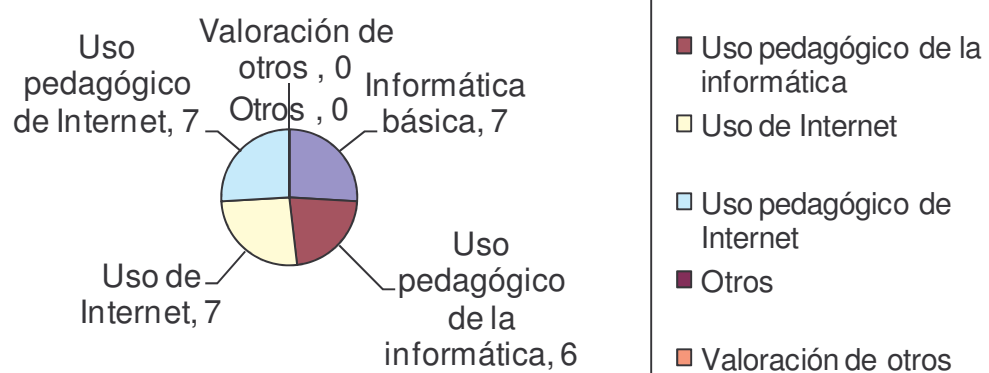 Valoración de
otros , 0
Otros , 0
Informática
básica, 7
Uso
pedagógico
de Internet, 7
Uso de
Internet, 7
Uso
pedagógico
de la
informática, 6
Uso pedagógico de la
informática
Uso de Internet
Uso pedagógico de
Internet
Otros
Valoración de otros